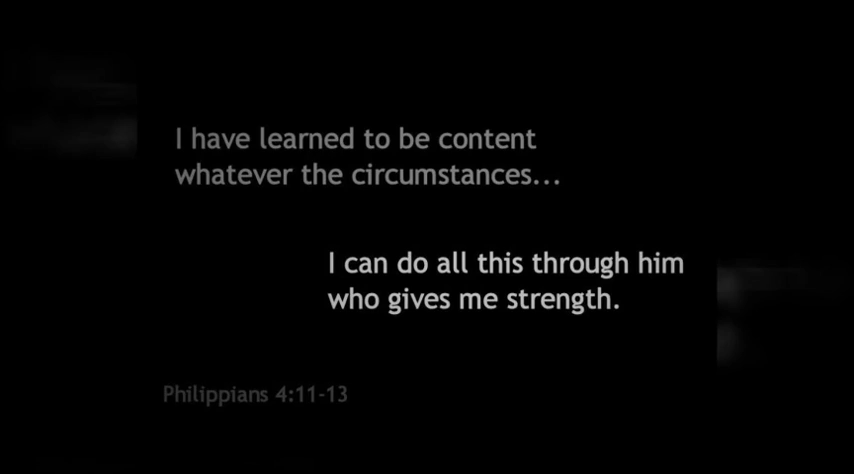 I have learned to be content
whatever the circumstances...
I can do all this through him
who gives me strength.
Philippians 4:11-13